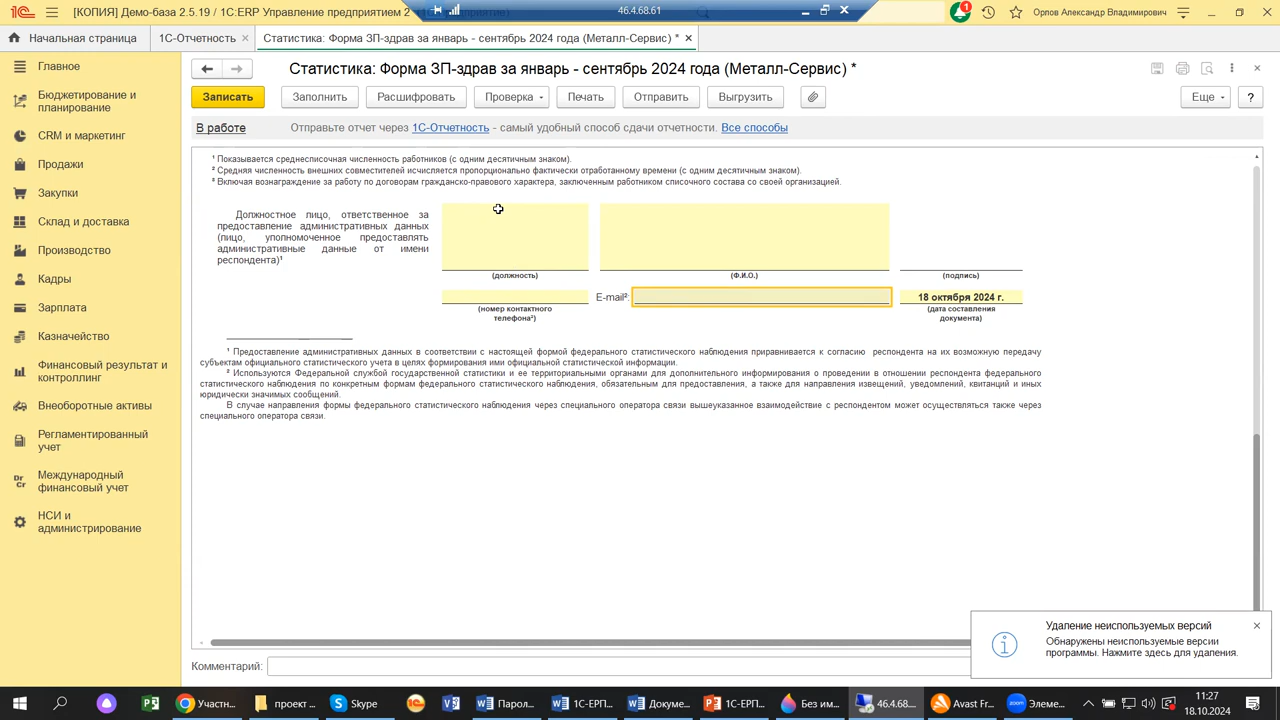 [КОПИЯ] Демо-база 2.5.19 / 1С:ERP Управление предприятием 2
46.4.68.61
1
Орлов Александр Владимирович
Начальная страница
1С-Отчетность
Статистика: Форма ЗП-здрав за январь - сентябрь 2024 года (Металл-Сервис) *
Главное
Бюджетирование и
планирование
CRM и маркетинг
Продажи
Закупки
Склад и доставка
Производство
Кадры
Зарплата
Казначейство
Финансовый результат и
контроллинг
Внеоборотные активы
Регламентированный
учет
Международный
финансовый учет
НСИ и
администрирование
Статистика: Форма ЗП-здрав за январь - сентябрь 2024 года (Металл-Сервис) *
Записать
Заполнить
Расшифровать
Проверка
Печать
Отправить
Выгрузить
Еще
?
В работе
Отправьте отчет через 1С-Отчетность - самый удобный способ сдачи отчетности. Все способы
¹ Показывается среднесписочная численность работников (с одним десятичным знаком).
² Средняя численность внешних совместителей исчисляется пропорционально фактически отработанному времени (с одним десятичным знаком).
³ Включая вознаграждение за работу по договорам гражданско-правового характера, заключенным работником списочного состава со своей организацией.
Должностное лицо, ответственное за
предоставление административных данных
(лицо, уполномоченное предоставлять
административные данные от имени
респондента)¹
(должность)
(Ф.И.О.)
(подпись)
E-mail²:
18 октября 2024 г.
(номер контактного
телефона²)
(дата составления
документа)
¹ Предоставление административных данных в соответствии с настоящей формой федерального статистического наблюдения приравнивается к согласию респондента на их возможную передачу
субъектам официального статистического учета в целях формирования ими официальной статистической информации.
² Используются Федеральной службой государственной статистики и ее территориальными органами для дополнительного информирования о проведении в отношении респондента федерального
статистического наблюдения по конкретным формам федерального статистического наблюдения, обязательным для предоставления, а также для направления извещений, уведомлений, квитанций и иных
юридически значимых сообщений.
В случае направления формы федерального статистического наблюдения через специального оператора связи вышеуказанное взаимодействие с респондентом может осуществляться также через
специального оператора связи.
Комментарий:
Удаление неиспользуемых версий
Обнаружены неиспользуемые версии
программы. Нажмите здесь для удаления.
Участн...
проект ...
Skype
Парол...
1С-ЕРП...
Докуме...
1С-ЕРП...
Без им...
46.4.68...
Avast Fr...
Элеме...
11:27
18.10.2024